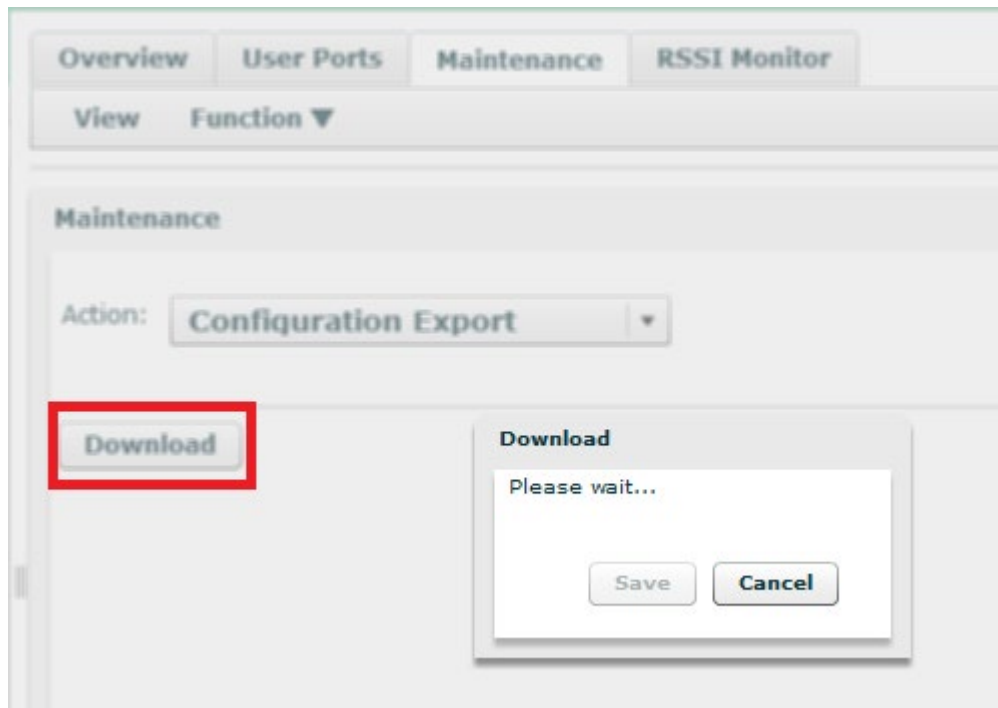 Overview User Ports Maintenance RSSI Monitor
View Function ▼
Maintenance
Action: Configuration Export
Download
Download
Please wait...
Save Cancel